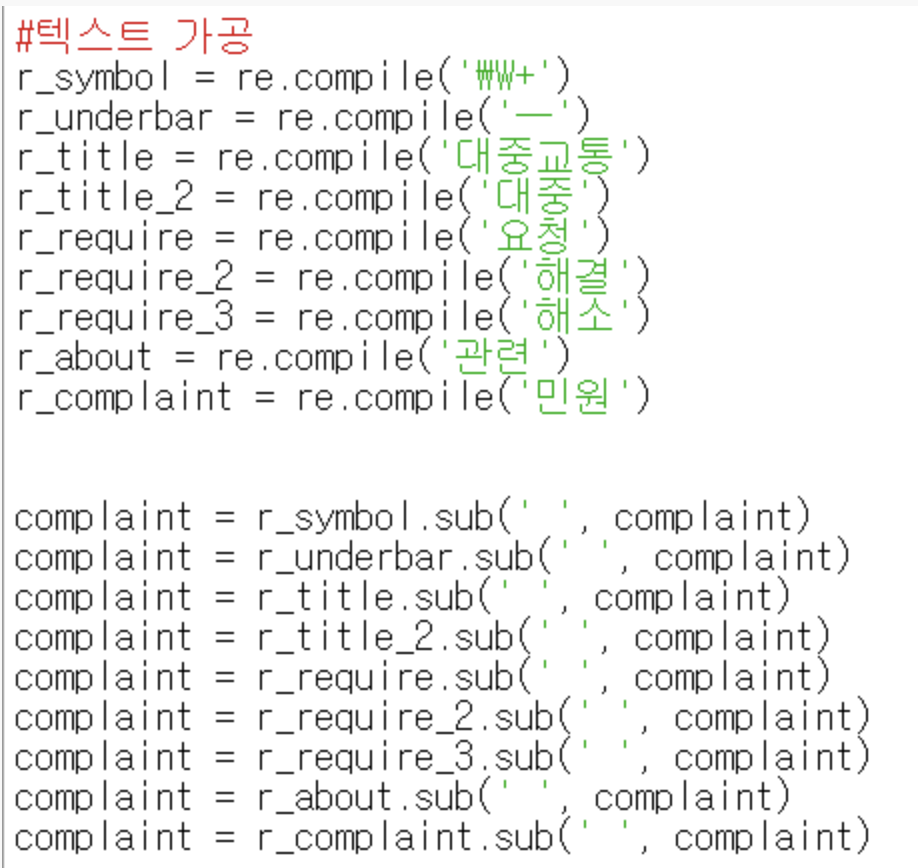 #텍스트 가공
r_symbol = re.compile('₩W+')
r_underbar = re.compile('_')
r_title = re.compile('대중교통')
r_title_2 = re.compile('대중')
r_require = re.compile('요청')
r_require_2 = re.compile('해결')
r_require_3 = re.compile('해소')
r_about = re.compile('관련')
r_complaint = re.compile('민원')
complaint = r_symbol.sub(' ', complaint)
complaint = r_underbar.sub(' ', complaint)
complaint = r_title.sub(' ', complaint)
complaint = r_title_2.sub(' ', complaint)
complaint = r_require.sub(' ', complaint)
complaint = r_require_2.sub(' ', complaint)
complaint = r_require_3.sub(' ', complaint)
complaint = r_about.sub(' ', complaint)
complaint = r_complaint.sub(' ', complaint)